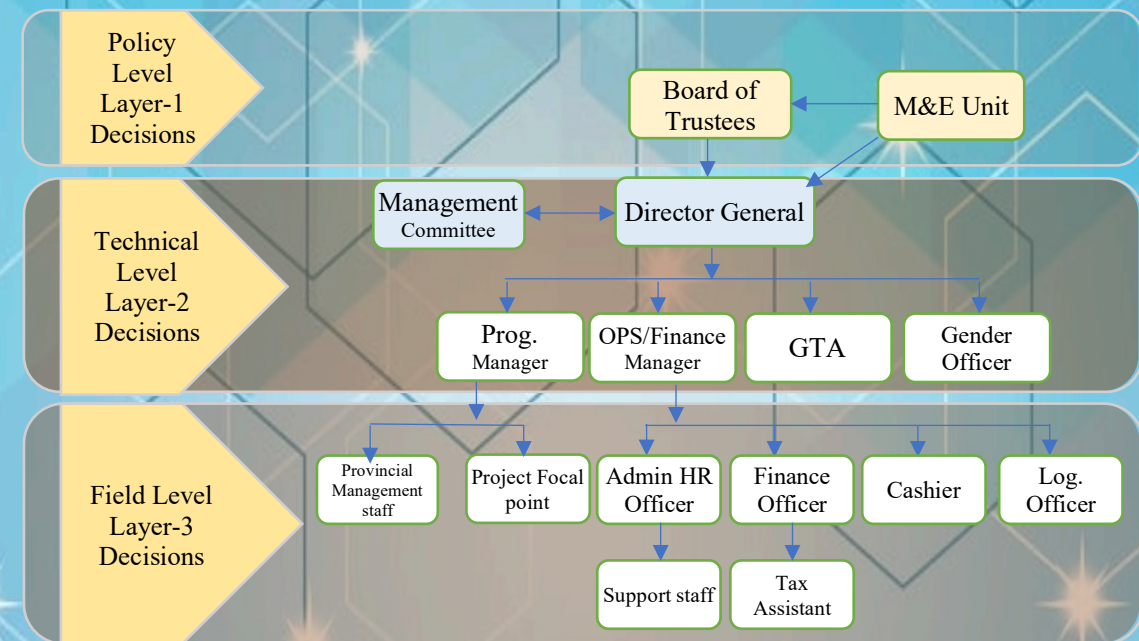 Policy
Level
Layer-1
Decisions
Board of
Trustees
M&E Unit
Technical
Level
Layer-2
Decisions
Management
Committee
Director General
Prog.
Manager
OPS/Finance
Manager
GTA
Gender
Officer
Field Level
Layer-3
Decisions
Provincial
Management
staff
Project Focal
point
Admin HR
Officer
Finance
Officer
Cashier
Log.
Officer
Support staff
Tax
Assistant